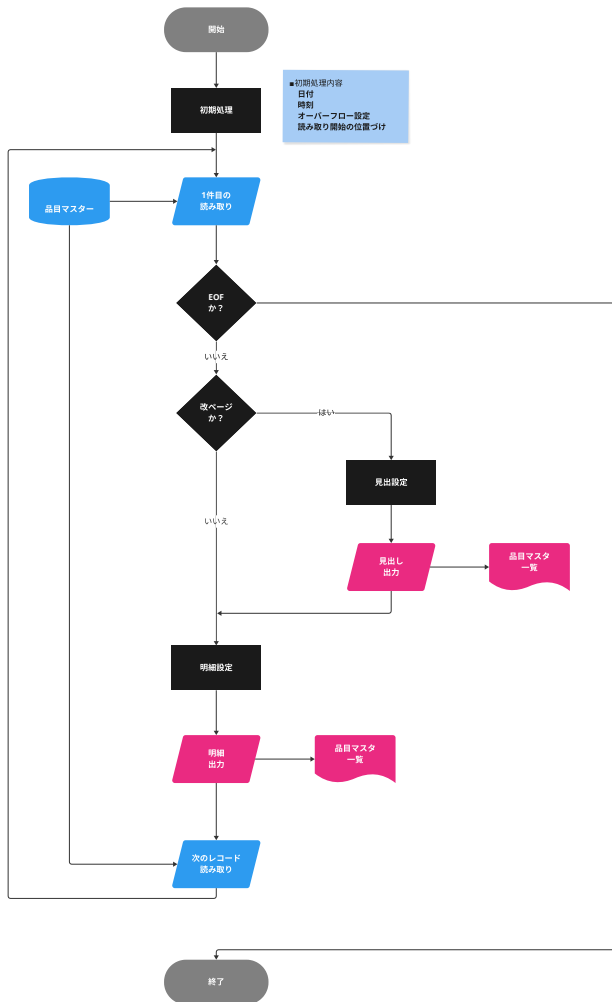 開始
初期処理
■初期処理内容
日付
時刻
オーバーフロー設定
読み取り開始の位置づけ
品目マスター
1件目の
読み取り
EOF
か？
いいえ
改ページ
か？
はい
見出設定
いいえ
見出し
出力
品目マスタ
一覧
明細設定
明細
出力
品目マスタ
一覧
次のレコード
読み取り
終了